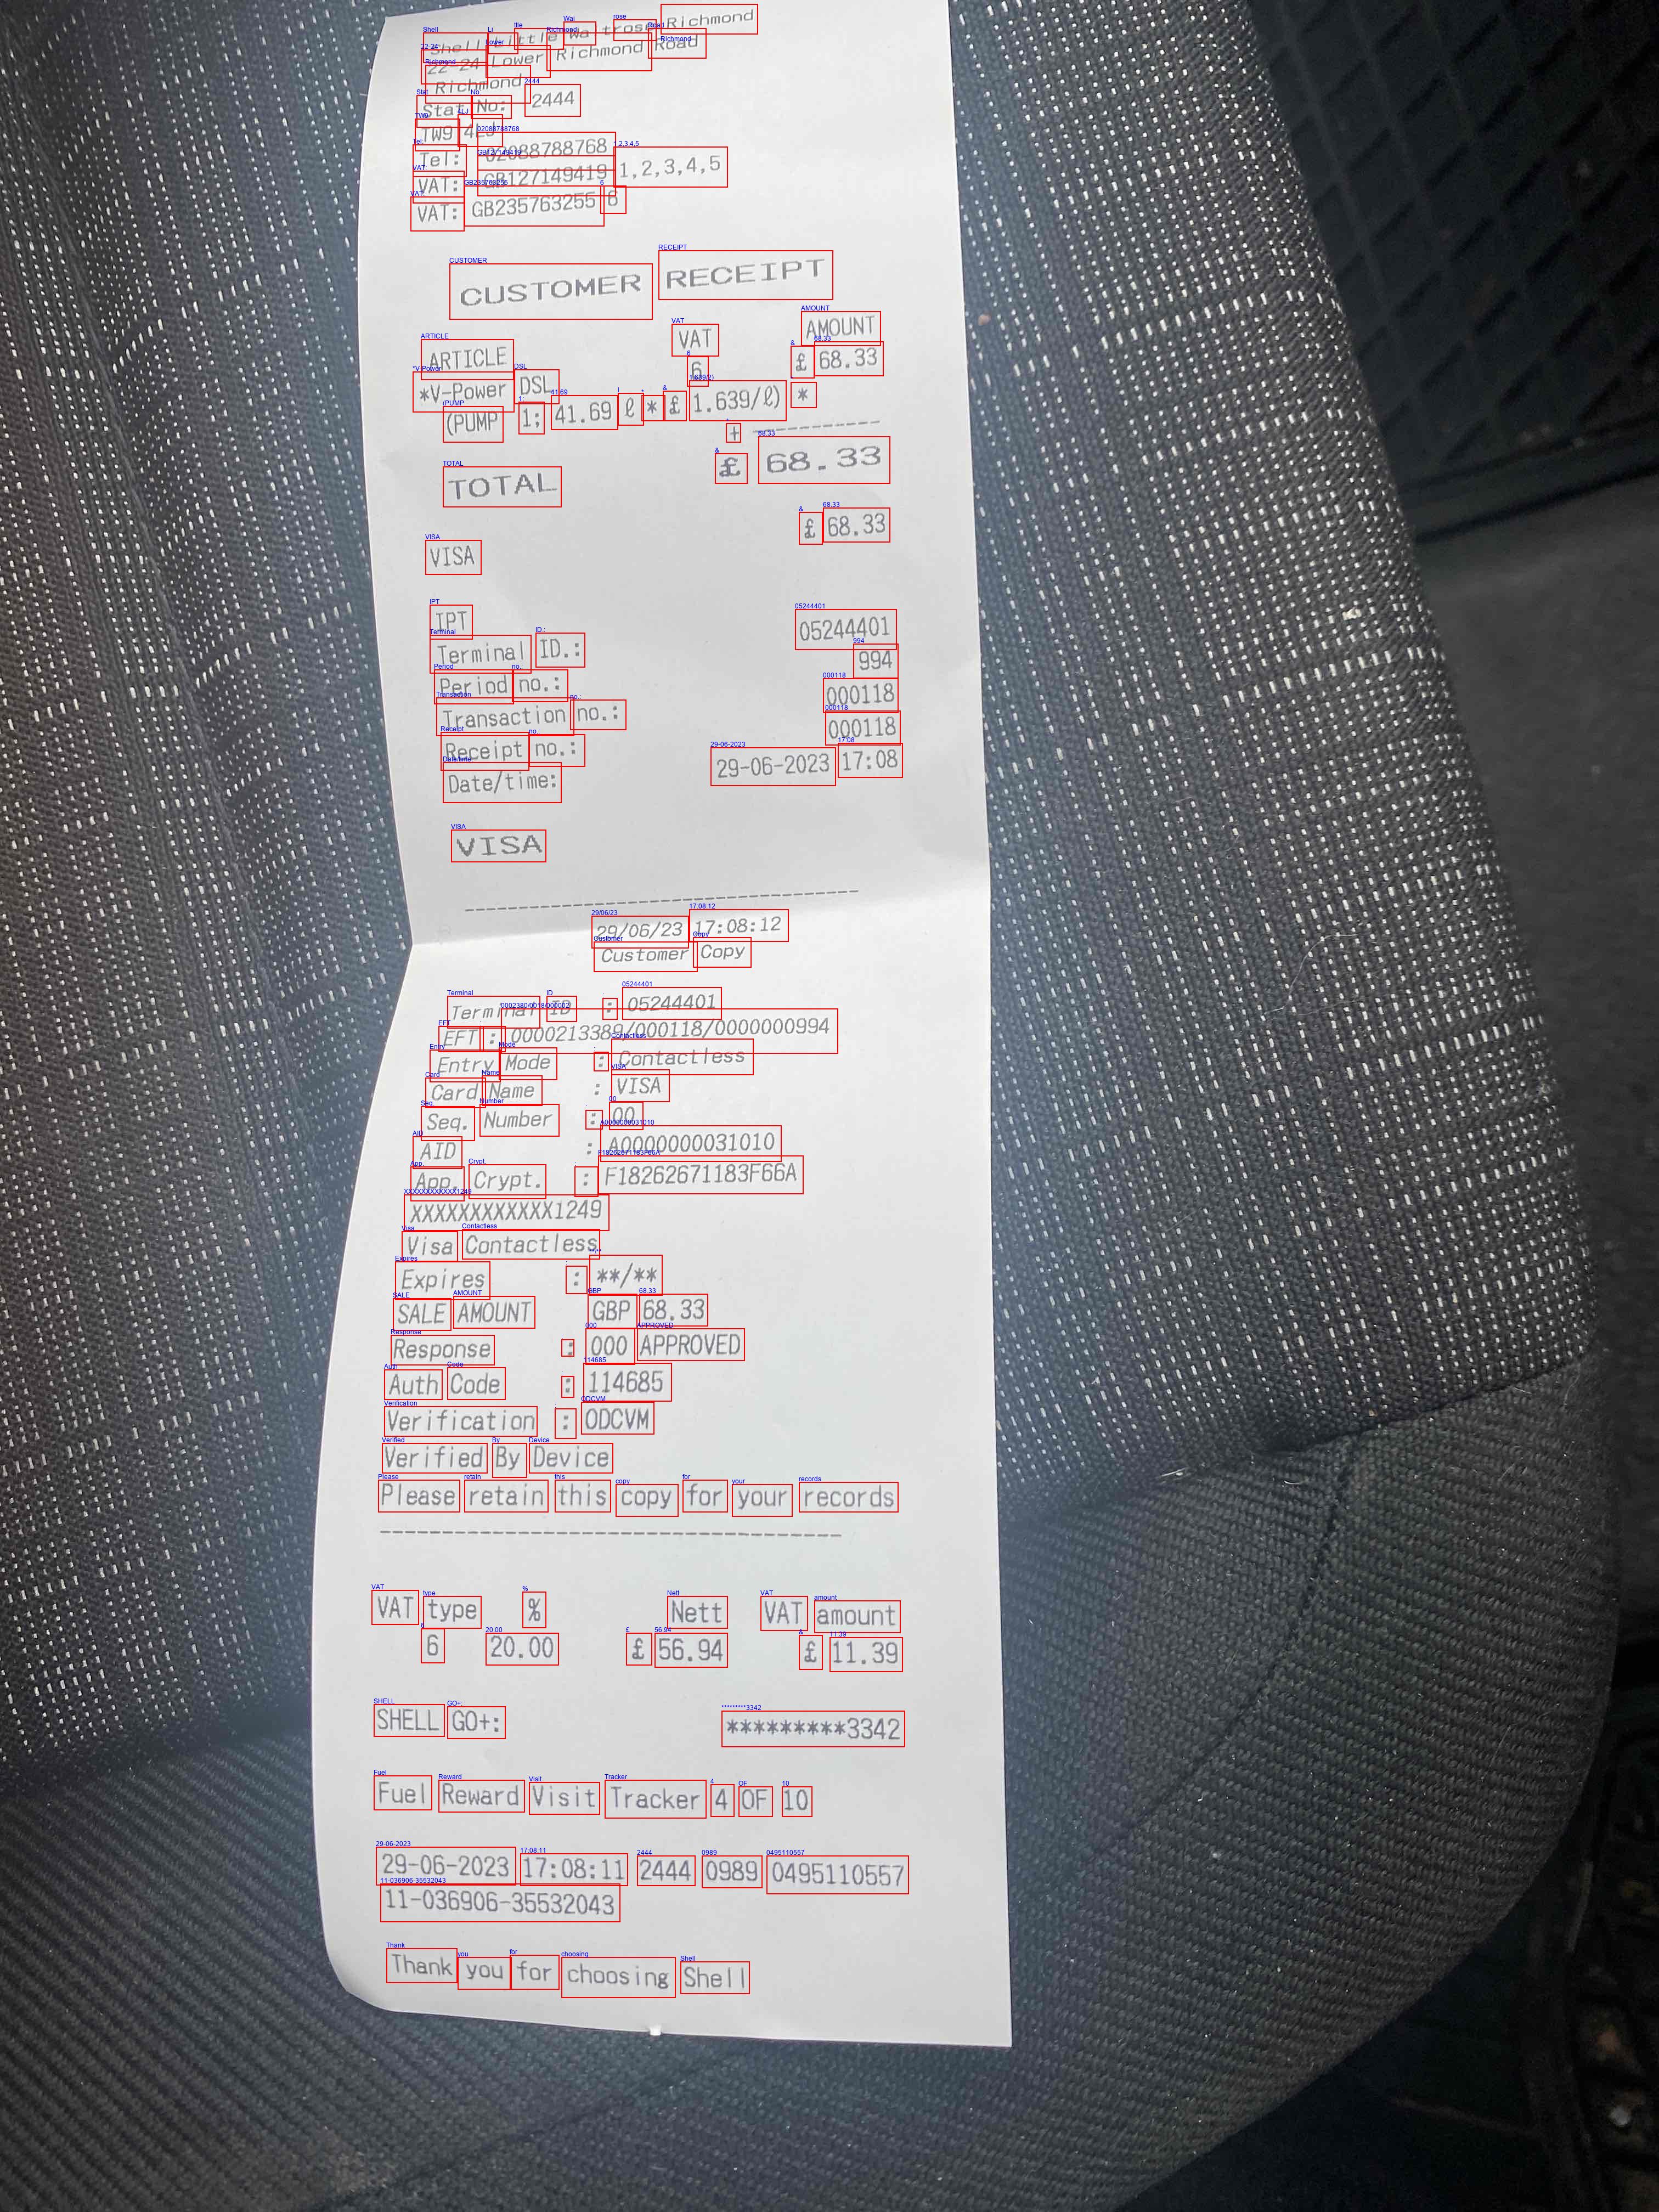 Shell Little Waitrose Richmond
22-24 Lower Richmond Road
Richmond
Stat No: 2444
TW9 4LJ
Tel: 02088788768
VAT: GB127149419 1,2,3,4,5
VAT: GB235763255 6
CUSTOMER RECEIPT
ARTICLE VAT AMOUNT
*V-Power DSL 6 £ 68.33
(PUMP 1; 41.69 ℓ * £ 1.639/ℓ) *
TOTAL £ 68.33
VISA £ 68.33
IPT
Terminal ID.: 05244401
Period no.: 994
Transaction no.: 000118
Receipt no.: 000118
Date/time: 29-06-2023 17:08
VISA
29/06/23 17:08:12
Customer Copy
Terminal ID : 05244401
EFT : 0000213389/000118/0000000994
Entry Mode : Contactless
Card Name : VISA
Seq. Number : 00
AID : A0000000031010
App. Crypt. : F18262671183F66A
XXXXXXXXXXXX1249
Visa Contactless
Expires : **/**
SALE AMOUNT GBP 68.33
Response : 000 APPROVED
Auth Code : 114685
Verification : ODCVM
Verified By Device
Please retain this copy for your records
VAT type % Nett VAT amount
6 20.00 £ 56.94 £ 11.39
SHELL GO+: *********3342
Fuel Reward Visit Tracker 4 OF 10
29-06-2023 17:08:11 2444 0989 0495110557
11-036906-35532043
Thank you for choosing Shell